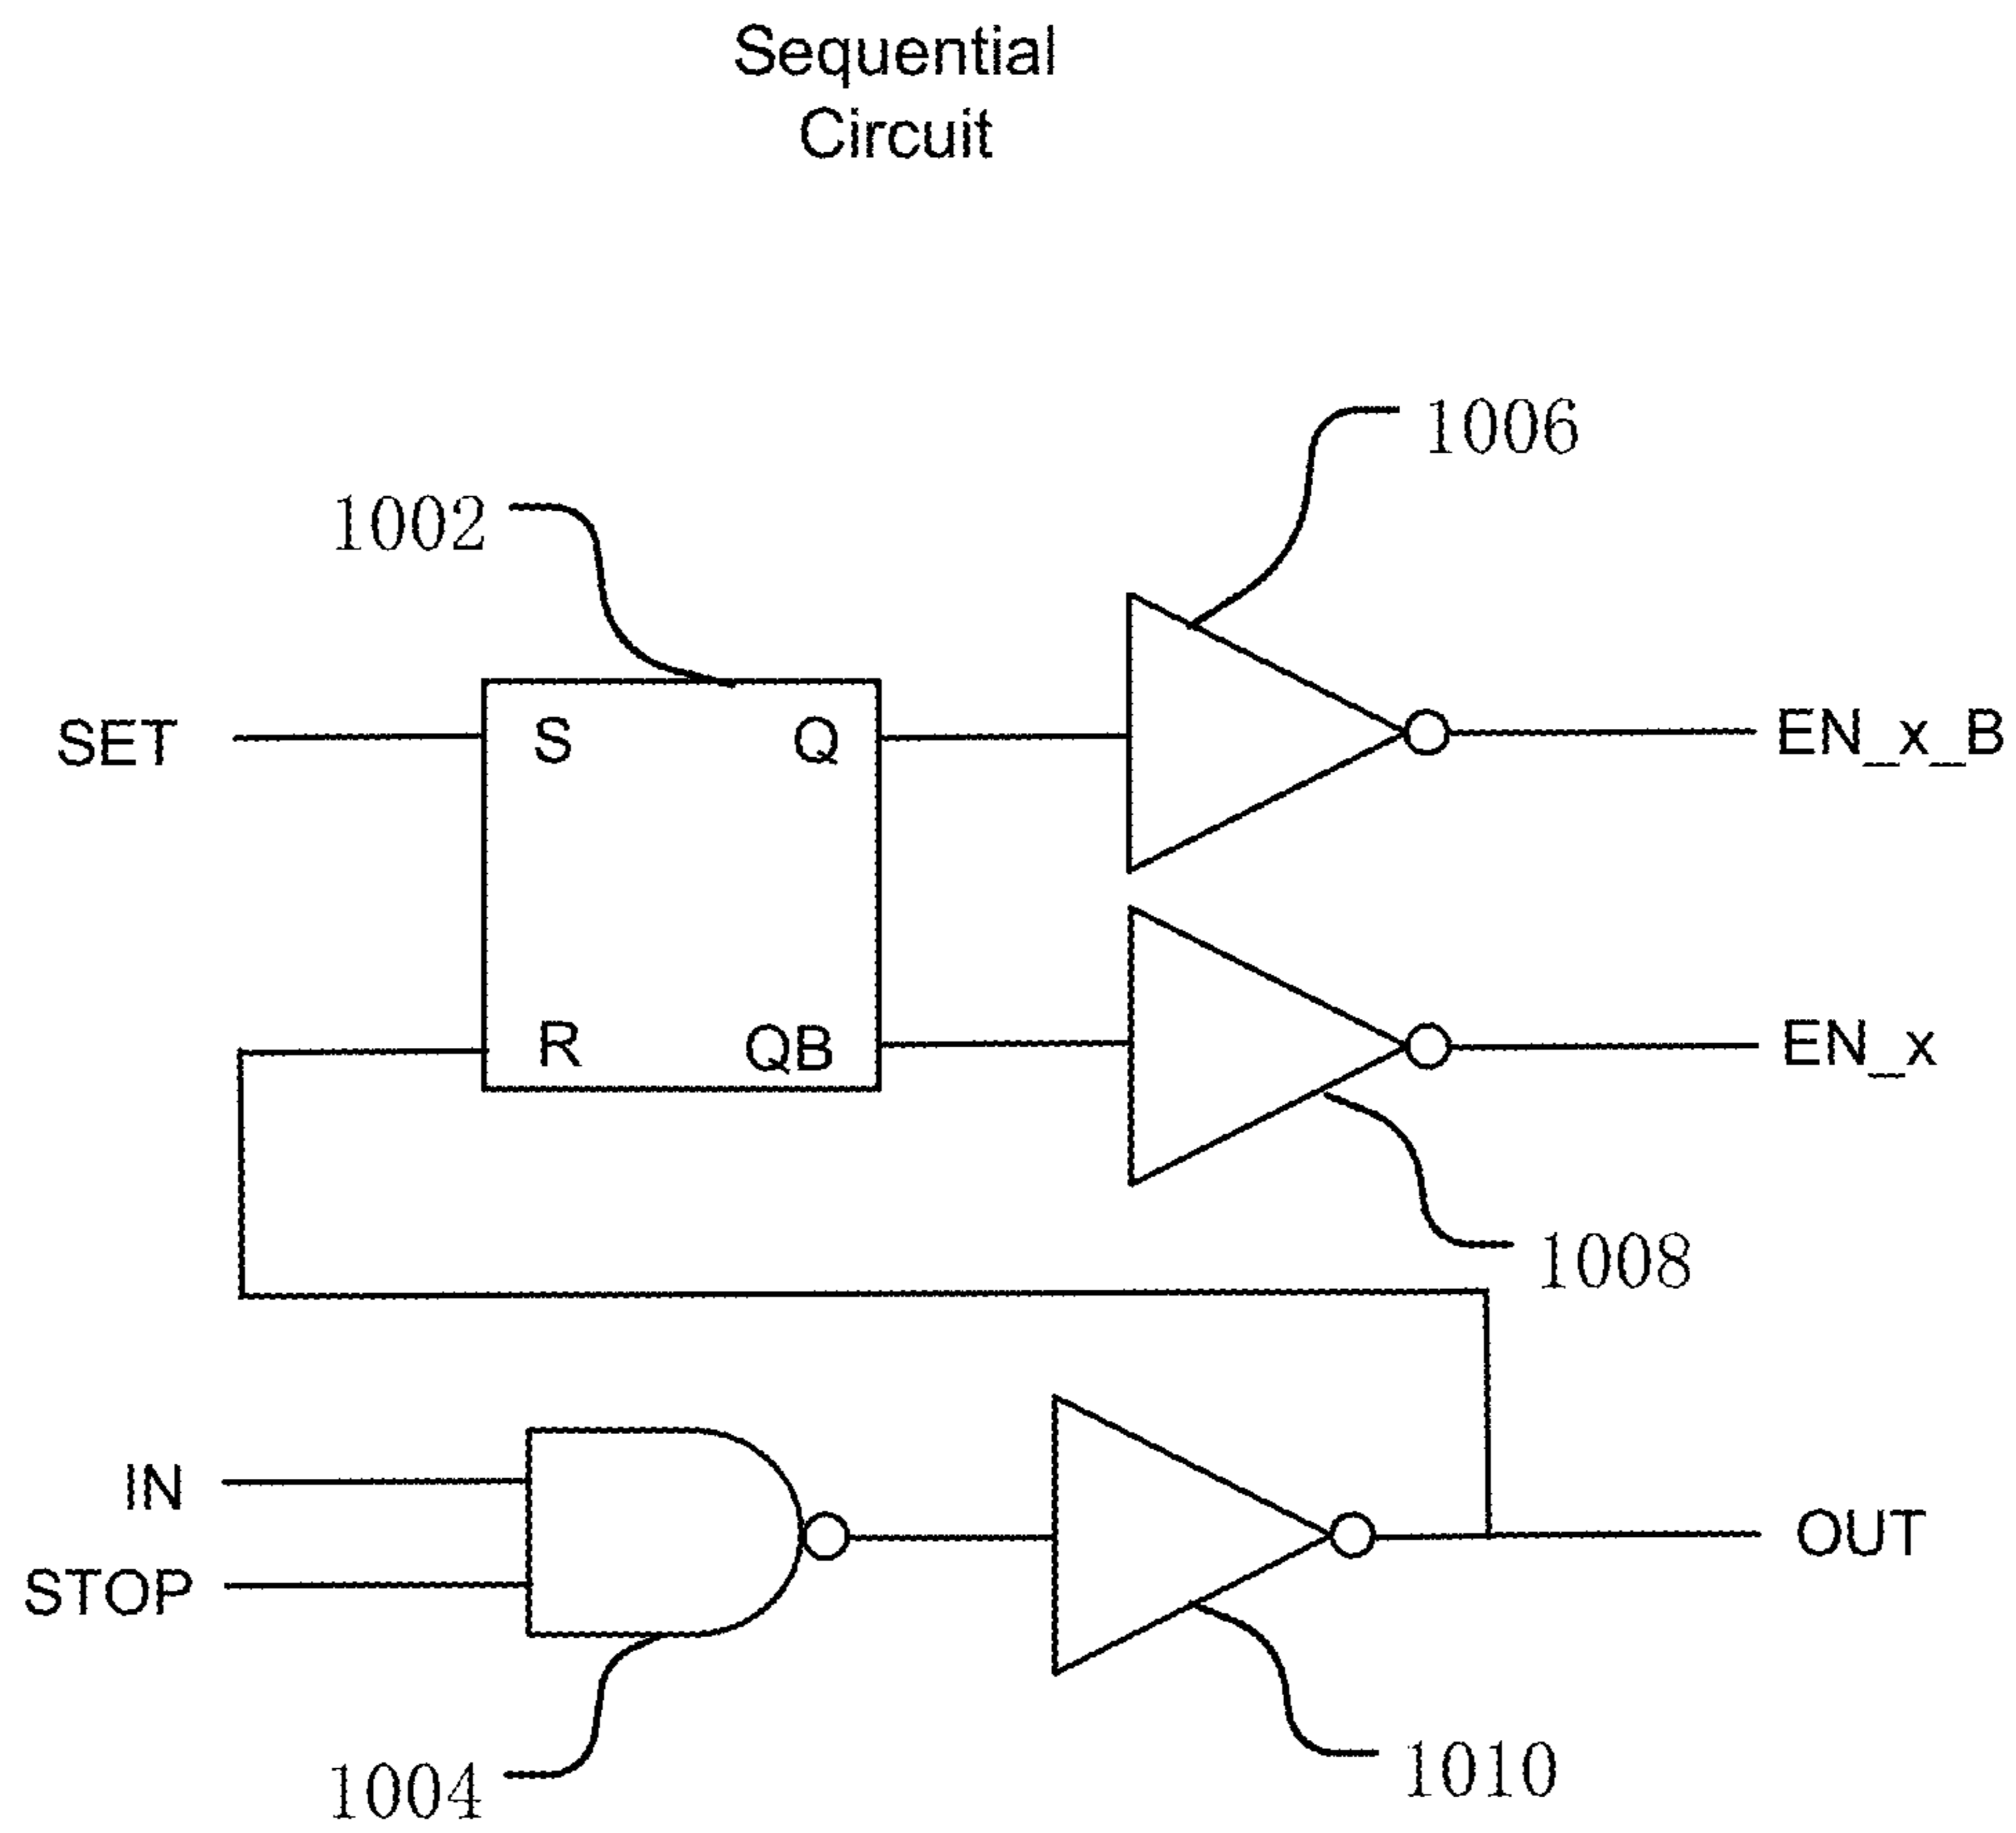 Sequential
Circuit
1006
1002
SET
S
Q
EN_x_B
R
QB
EN_x
1008
IN
STOP
OUT
1004
1010